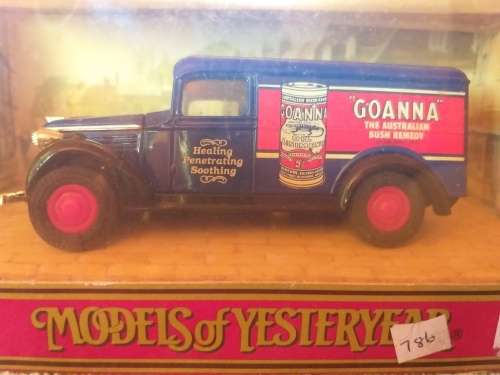 "GOANNA"
THE AUSTRALIAN
BUSH REMEDY
GOANNA
Healing
Penetrating
Soothing
MODELS of YESTERYEAR ®
786